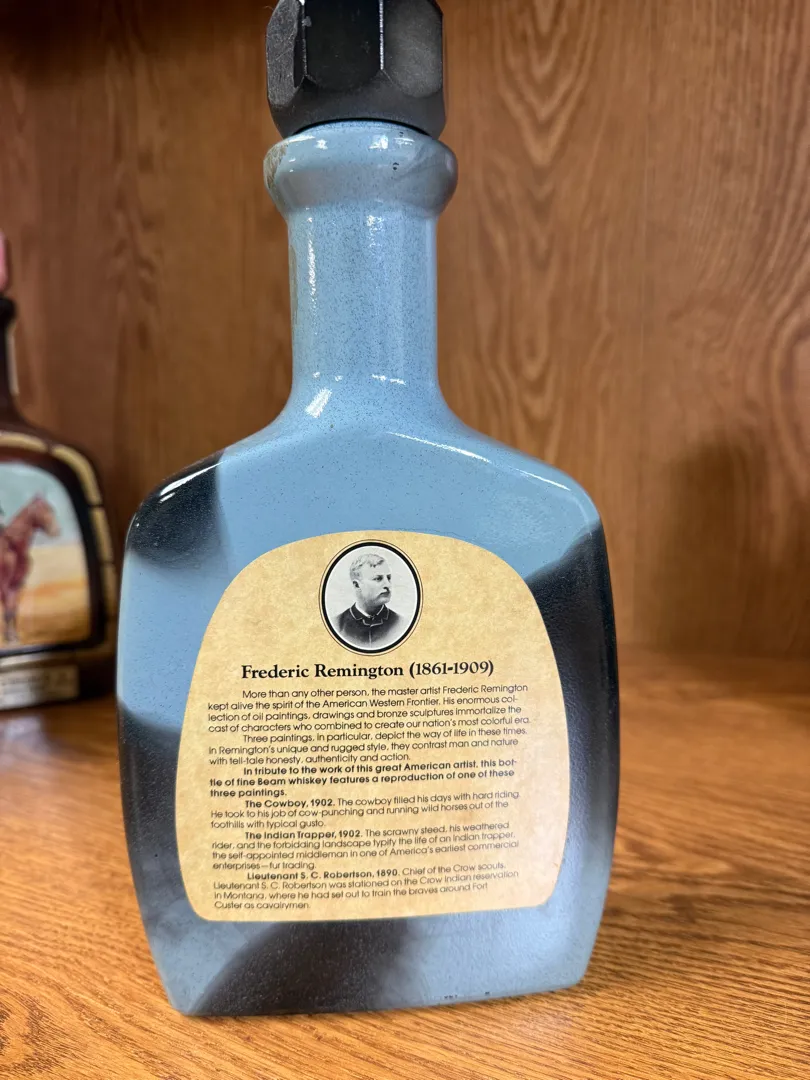 Frederic Remington (1861-1909)
More than any other person, the master artist Frederic Remington
kept alive the spirit of the American Western Frontier. His enormous col-
lection of oil paintings, drawings and bronze sculptures immortalize the
cast of characters who combined to create our nation's most colorful era.
Three paintings, in particular, depict the way of life in these times.
In Remington's unique and rugged style, they contrast man and nature
with tell-tale honesty, authenticity and action.
In tribute to the work of this great American artist, this bot-
tle of fine Beam whiskey features a reproduction of one of these
three paintings.
The Cowboy, 1902. The cowboy filled his days with hard riding.
He took to his job of cow-punching and running wild horses out of the
foothills with typical gusto.
The Indian Trapper, 1902. The scrawny steed, his weathered
rider, and the forbidding landscape typify the life of an Indian trapper,
the self-appointed middleman in one of America's earliest commercial
enterprises—fur trading.
Lieutenant S. C. Robertson, 1890. Chief of the Crow scouts,
Lieutenant S. C. Robertson was stationed on the Crow Indian reservation
in Montana, where he had set out to train the braves around Fort
Custer as cavalrymen.